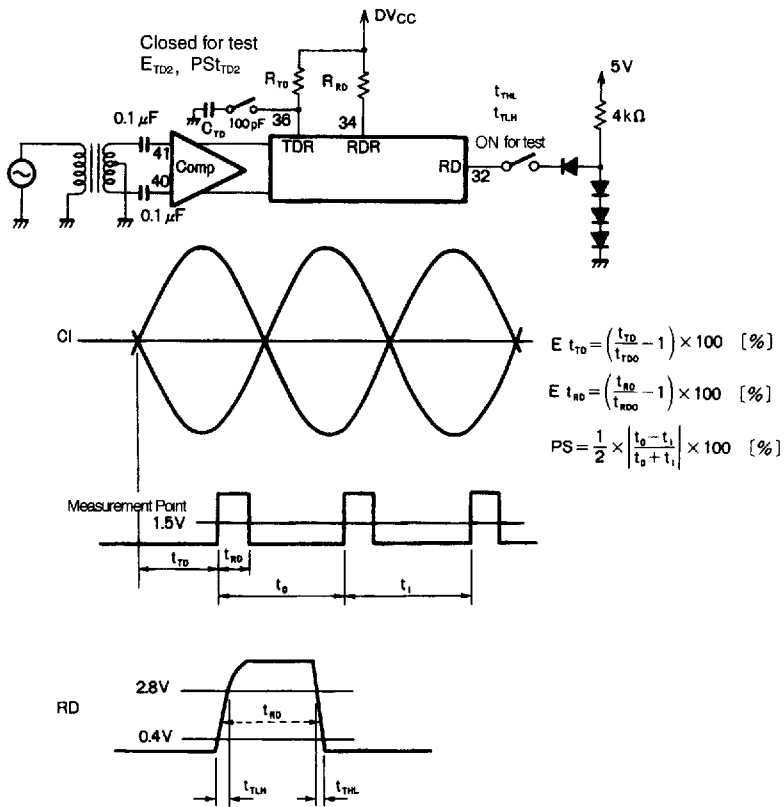 DVCC
Closed for test
ETD2, PStTD2
5V
RTD
RRD
tTHL
tTLH
4kΩ
0.1 μF
CTD
100pF
36
34
ON for test
41
TDR
RDR
Comp
RD
32
40
0.1 μF
CI
E tTD=(tTD/tTD0−1)×100 [%]
E tRD=(tRD/tRD0−1)×100 [%]
PS=1/2×|t0−t1/t0+t1|×100 [%]
Measurement Point
1.5V
tTD
tRD
t0
t1
RD
2.8V
tRD
0.4V
tTLH
tTHL